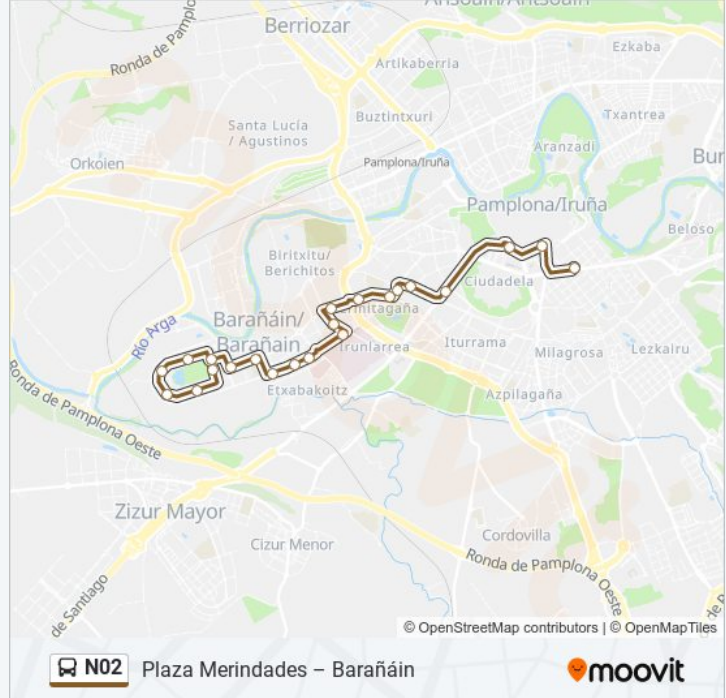 Ansoáin/Antsoain
Berriozar
Ezkaba
Ronda de Pamplo
Artikaberria
Txantrea
Buztintxuri
Santa Lucía
/ Agustinos
Aranzadi
Bur
Orkoien
Pamplona/Iruña
Pamplona/Iruña
Beloso
Biritxitu/
Berichitos
Ciudadela
Río Arga
Barañáin/
Barañain
Ermitagaña
Irunlarrea
Iturrama
Milagrosa
Lezkairu
Ronda de Pamplona Oeste
Etxabakoitz
Azpilagaña
Zizur Mayor
Cizur Menor
Cordovilla
Ronda de Pamplona Oeste
de Santiago
de P
© OpenStreetMap contributors | © OpenMapTiles
N02 Plaza Merindades – Barañáin
moovit